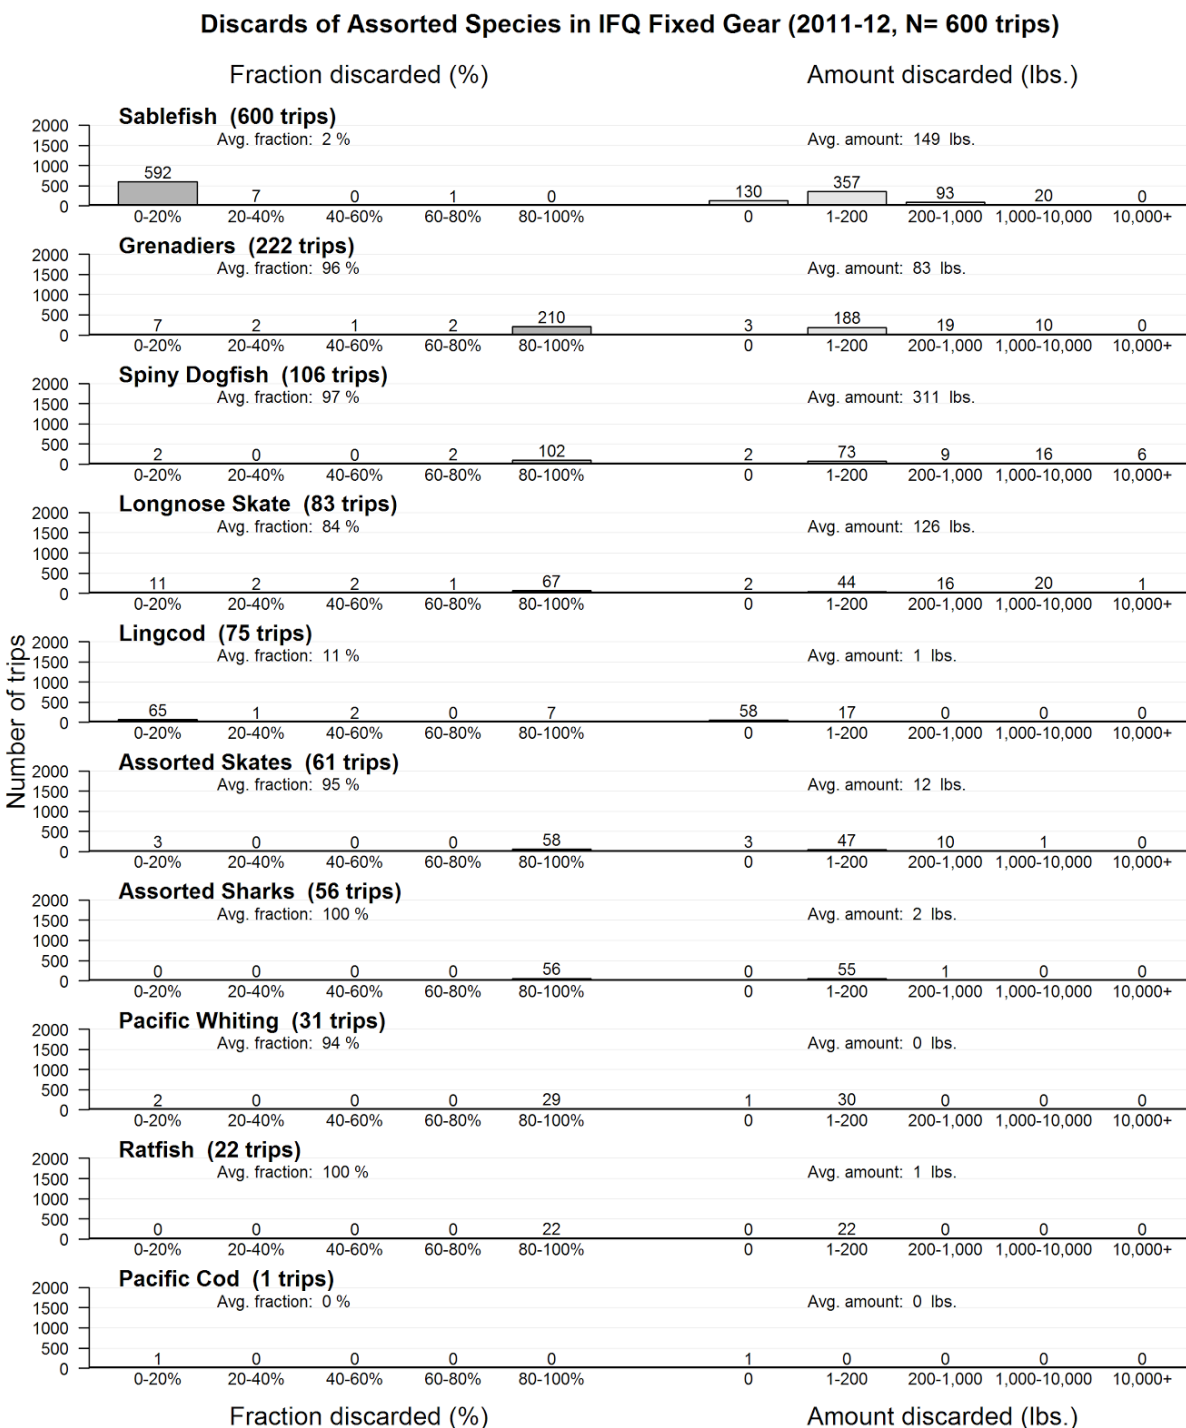 Discards of Assorted Species in IFQ Fixed Gear (2011-12, N= 600 trips)
Fraction discarded (%) Amount discarded (lbs.)
Number of trips
Sablefish (600 trips)
Avg. fraction: 2 % Avg. amount: 149 lbs.
2000
1500
1000
500
0
592 7 0 1 0 130 357 93 20 0
0-20% 20-40% 40-60% 60-80% 80-100% 0 1-200 200-1,000 1,000-10,000 10,000+
Grenadiers (222 trips)
Avg. fraction: 96 % Avg. amount: 83 lbs.
2000
1500
1000
500
0
7 2 1 2 210 3 188 19 10 0
0-20% 20-40% 40-60% 60-80% 80-100% 0 1-200 200-1,000 1,000-10,000 10,000+
Spiny Dogfish (106 trips)
Avg. fraction: 97 % Avg. amount: 311 lbs.
2000
1500
1000
500
0
2 0 0 2 102 2 73 9 16 6
0-20% 20-40% 40-60% 60-80% 80-100% 0 1-200 200-1,000 1,000-10,000 10,000+
Longnose Skate (83 trips)
Avg. fraction: 84 % Avg. amount: 126 lbs.
2000
1500
1000
500
0
11 2 2 1 67 2 44 16 20 1
0-20% 20-40% 40-60% 60-80% 80-100% 0 1-200 200-1,000 1,000-10,000 10,000+
Lingcod (75 trips)
Avg. fraction: 11 % Avg. amount: 1 lbs.
2000
1500
1000
500
0
65 1 2 0 7 58 17 0 0 0
0-20% 20-40% 40-60% 60-80% 80-100% 0 1-200 200-1,000 1,000-10,000 10,000+
Assorted Skates (61 trips)
Avg. fraction: 95 % Avg. amount: 12 lbs.
2000
1500
1000
500
0
3 0 0 0 58 3 47 10 1 0
0-20% 20-40% 40-60% 60-80% 80-100% 0 1-200 200-1,000 1,000-10,000 10,000+
Assorted Sharks (56 trips)
Avg. fraction: 100 % Avg. amount: 2 lbs.
2000
1500
1000
500
0
0 0 0 0 56 0 55 1 0 0
0-20% 20-40% 40-60% 60-80% 80-100% 0 1-200 200-1,000 1,000-10,000 10,000+
Pacific Whiting (31 trips)
Avg. fraction: 94 % Avg. amount: 0 lbs.
2000
1500
1000
500
0
2 0 0 0 29 1 30 0 0 0
0-20% 20-40% 40-60% 60-80% 80-100% 0 1-200 200-1,000 1,000-10,000 10,000+
Ratfish (22 trips)
Avg. fraction: 100 % Avg. amount: 1 lbs.
2000
1500
1000
500
0
0 0 0 0 22 0 22 0 0 0
0-20% 20-40% 40-60% 60-80% 80-100% 0 1-200 200-1,000 1,000-10,000 10,000+
Pacific Cod (1 trips)
Avg. fraction: 0 % Avg. amount: 0 lbs.
2000
1500
1000
500
0
1 0 0 0 0 1 0 0 0 0
0-20% 20-40% 40-60% 60-80% 80-100% 0 1-200 200-1,000 1,000-10,000 10,000+
Fraction discarded (%) Amount discarded (lbs.)